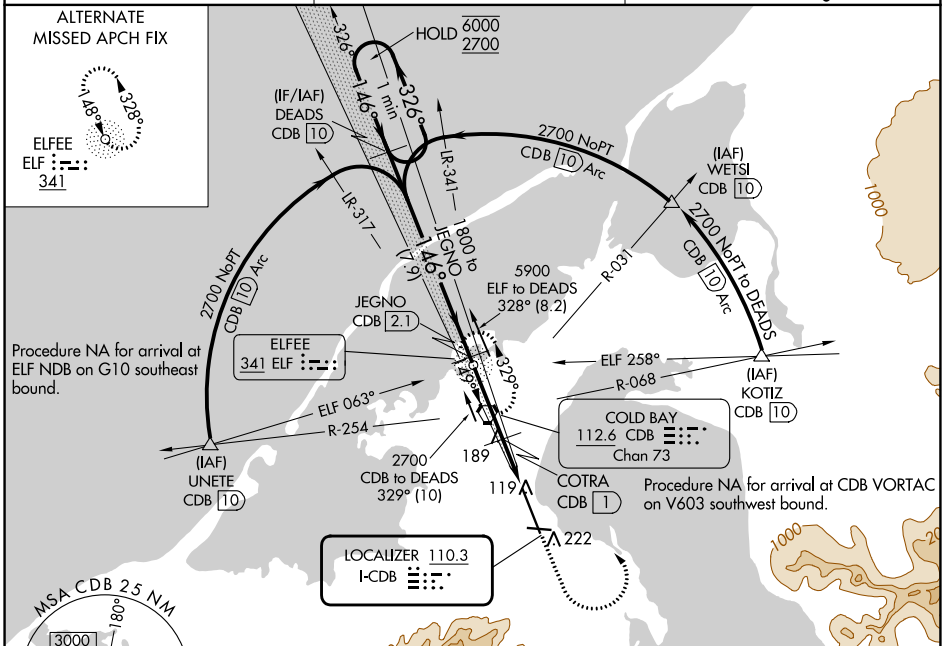 ALTERNATE
MISSED APCH FIX
148°
328°
ELFEE
ELF
341
326°
HOLD 6000
2700
146°
1 min
326°
(IF/IAF)
DEADS
CDB 10
LR-317
LR-341
2700 NoPT
CDB 10 Arc
(IAF)
WETSI
CDB 10
1000
2700 NoPT
CDB 10 Arc
146°
(7.9)
1800 to
JEGNO
R-031
2700 NoPT to DEADS
CDB 10 Arc
5900
ELF to DEADS
328° (8.2)
JEGNO
CDB 2.1
Procedure NA for arrival at
ELF NDB on G10 southeast
bound.
ELFEE
341 ELF
149°
329°
ELF 258°
R-068
(IAF)
KOTIZ
CDB 10
ELF 063°
R-254
(IAF)
UNETE
CDB 10
COLD BAY
112.6 CDB
Chan 73
2700
CDB to DEADS
329° (10)
189
119
COTRA
CDB 1
Procedure NA for arrival at CDB VORTAC
on V603 southwest bound.
222
LOCALIZER 110.3
I-CDB
1000
MSA CDB 25 NM
180°
3000